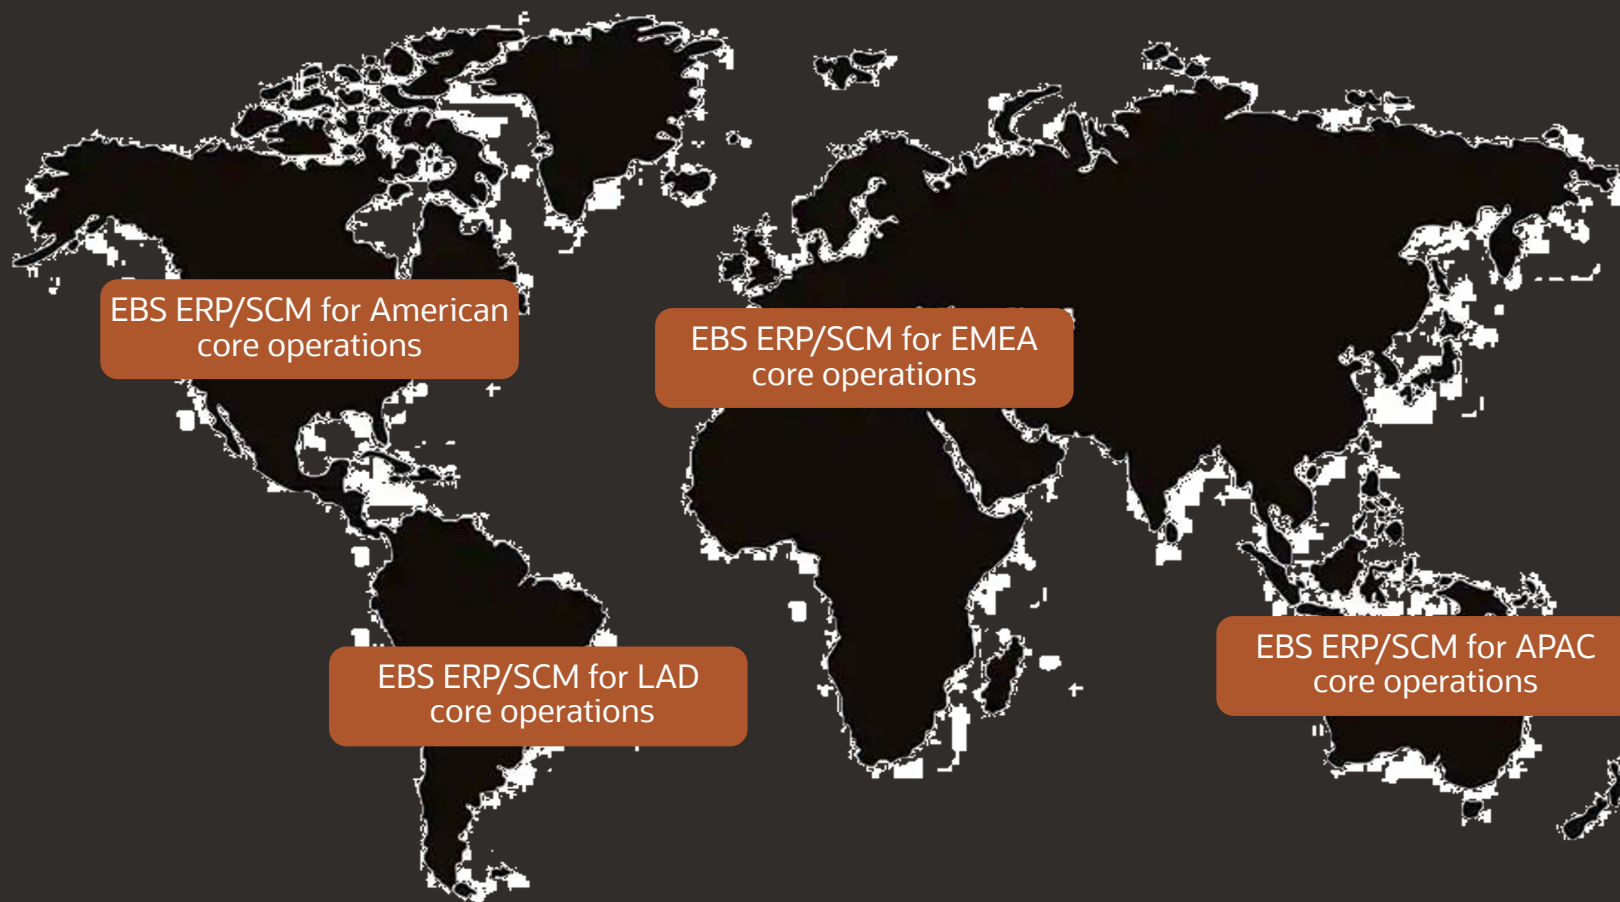 EBS ERP/SCM for American
core operations
EBS ERP/SCM for EMEA
core operations
EBS ERP/SCM for LAD
core operations
EBS ERP/SCM for APAC
core operations